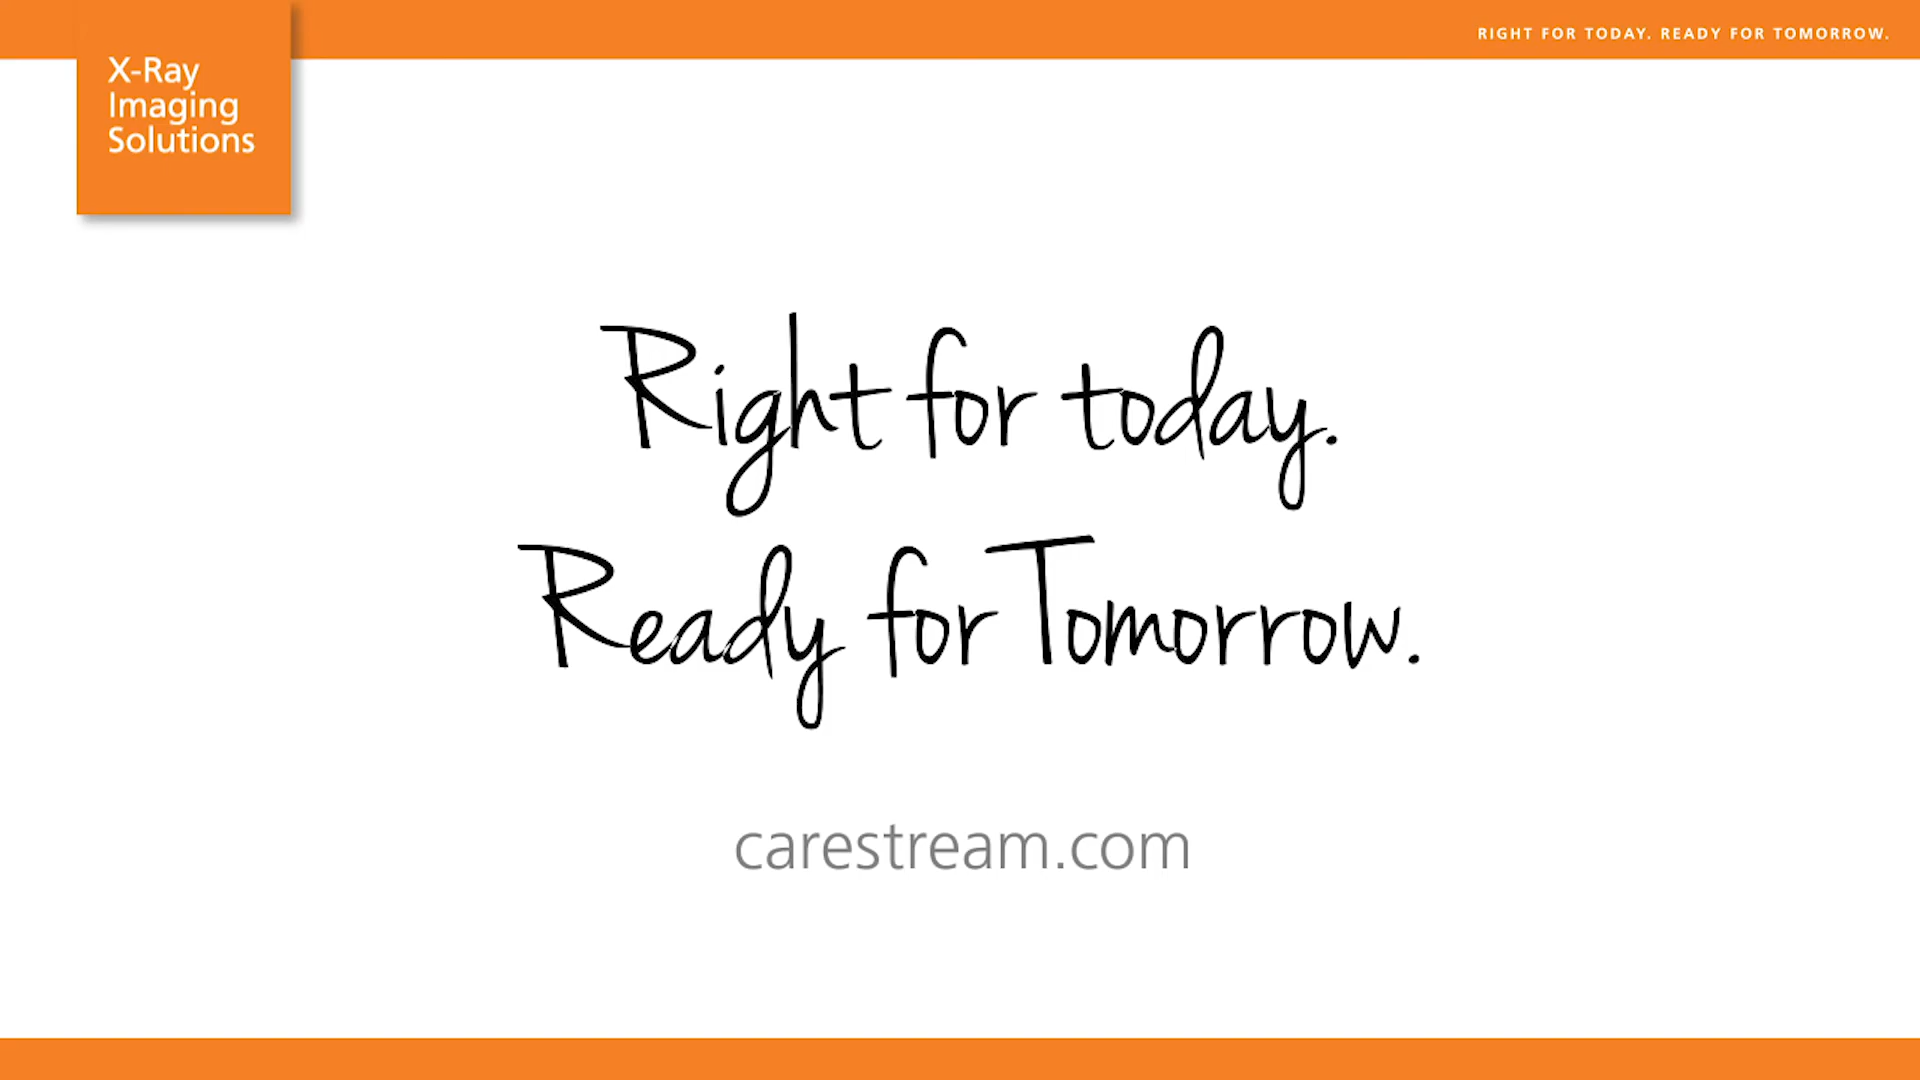 RIGHT FOR TODAY. READY FOR TOMORROW.
X-Ray
Imaging
Solutions
Right for today.
Ready for Tomorrow.
carestream.com